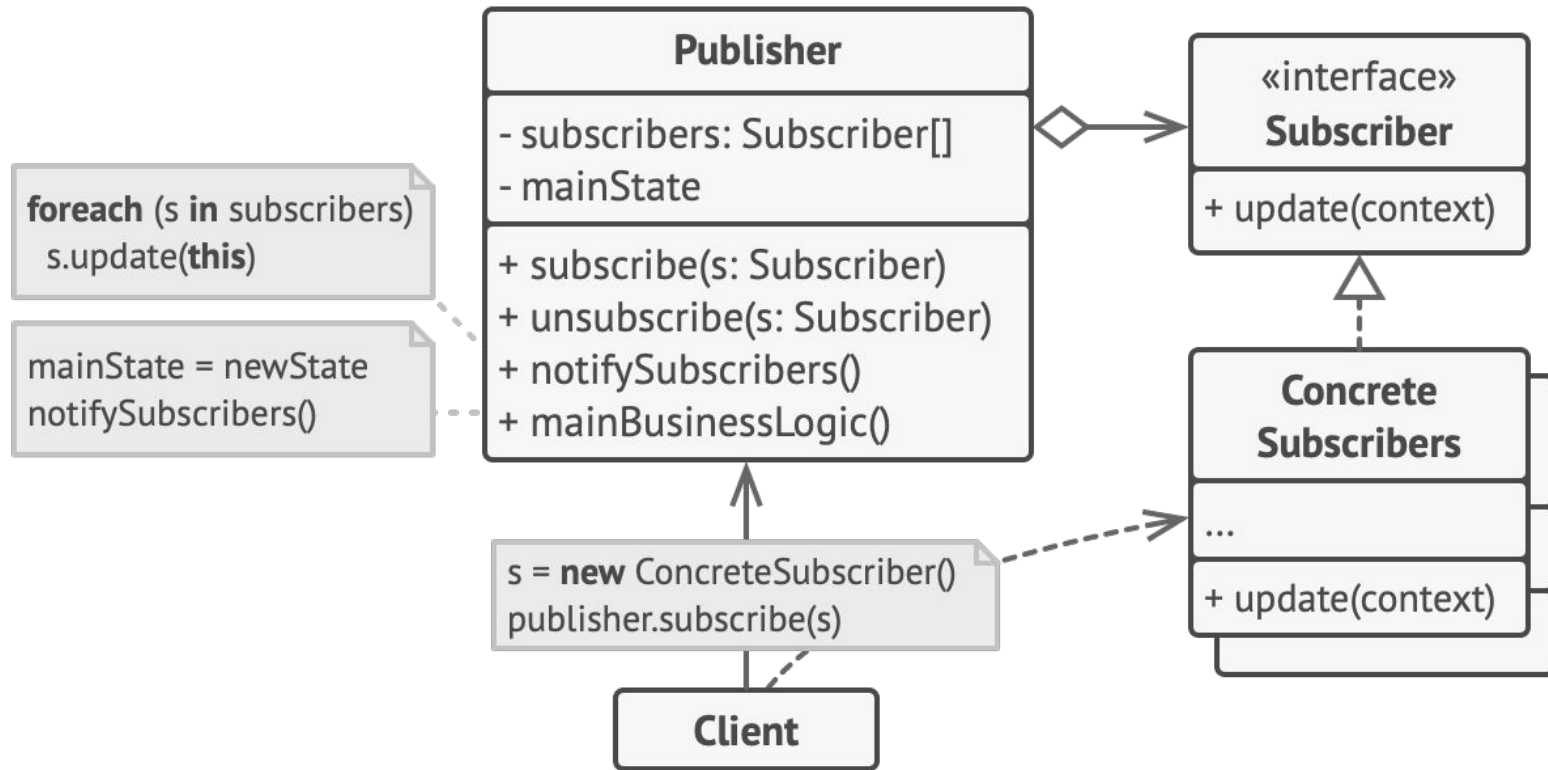 Publisher
- subscribers: Subscriber[]
- mainState
+ subscribe(s: Subscriber)
+ unsubscribe(s: Subscriber)
+ notifySubscribers()
+ mainBusinessLogic()
«interface»
Subscriber
+ update(context)
foreach (s in subscribers)
s.update(this)
mainState = newState
notifySubscribers()
Concrete
Subscribers
...
+ update(context)
s = new ConcreteSubscriber()
publisher.subscribe(s)
Client